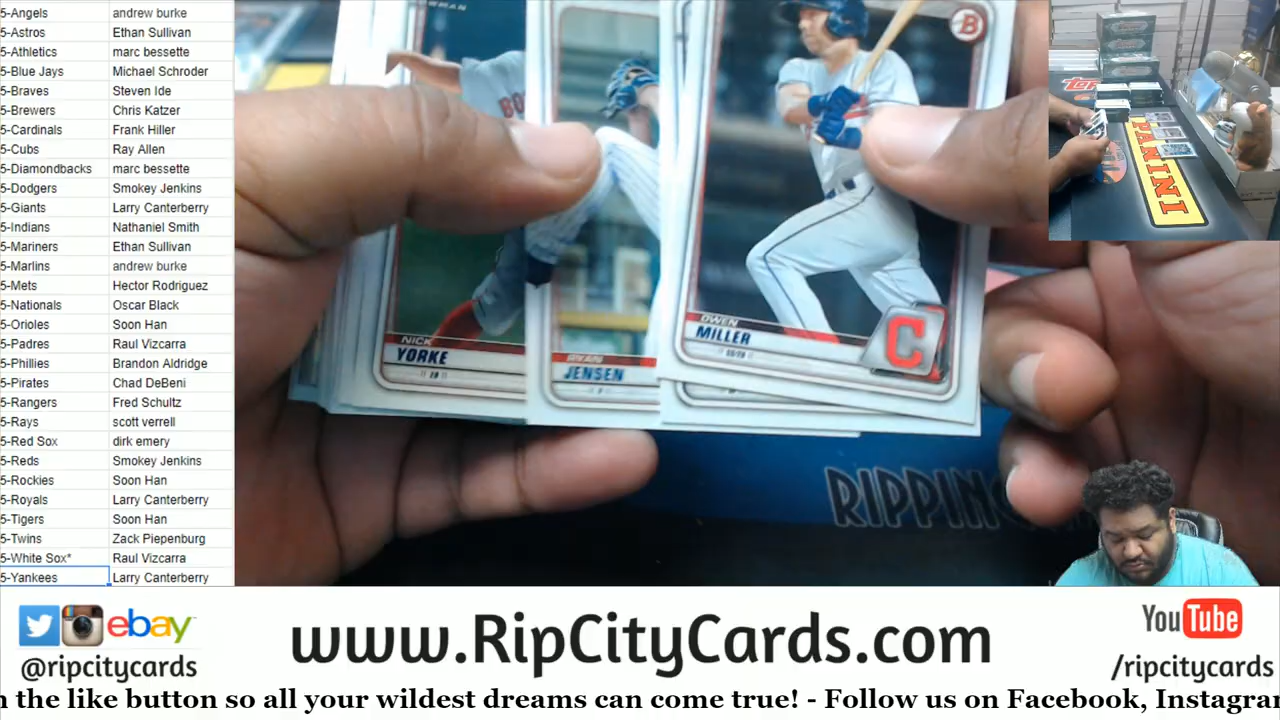 5-Angels andrew burke
5-Astros Ethan Sullivan
5-Athletics marc bessette
5-Blue Jays Michael Schroder
5-Braves Steven Ide
5-Brewers Chris Katzer
5-Cardinals Frank Hiller
5-Cubs Ray Allen
5-Diamondbacks marc bessette
5-Dodgers Smokey Jenkins
5-Giants Larry Canterberry
5-Indians Nathaniel Smith
5-Mariners Ethan Sullivan
5-Marlins andrew burke
5-Mets Hector Rodriguez
5-Nationals Oscar Black
5-Orioles Soon Han
5-Padres Raul Vizcarra
5-Phillies Brandon Aldridge
5-Pirates Chad DeBeni
5-Rangers Fred Schultz
5-Rays scott verrell
5-Red Sox dirk emery
5-Reds Smokey Jenkins
5-Rockies Soon Han
5-Royals Larry Canterberry
5-Tigers Soon Han
5-Twins Zack Piepenburg
5-White Sox* Raul Vizcarra
5-Yankees Larry Canterberry
B
BO
NICK
YORKE
RYAN
JENSEN
OWEN
MILLER
C
RIPPIN
PANINI
ebay
@ripcitycards
www.RipCityCards.com
YouTube
/ripcitycards
the like button so all your wildest dreams can come true! - Follow us on Facebook, Instagra